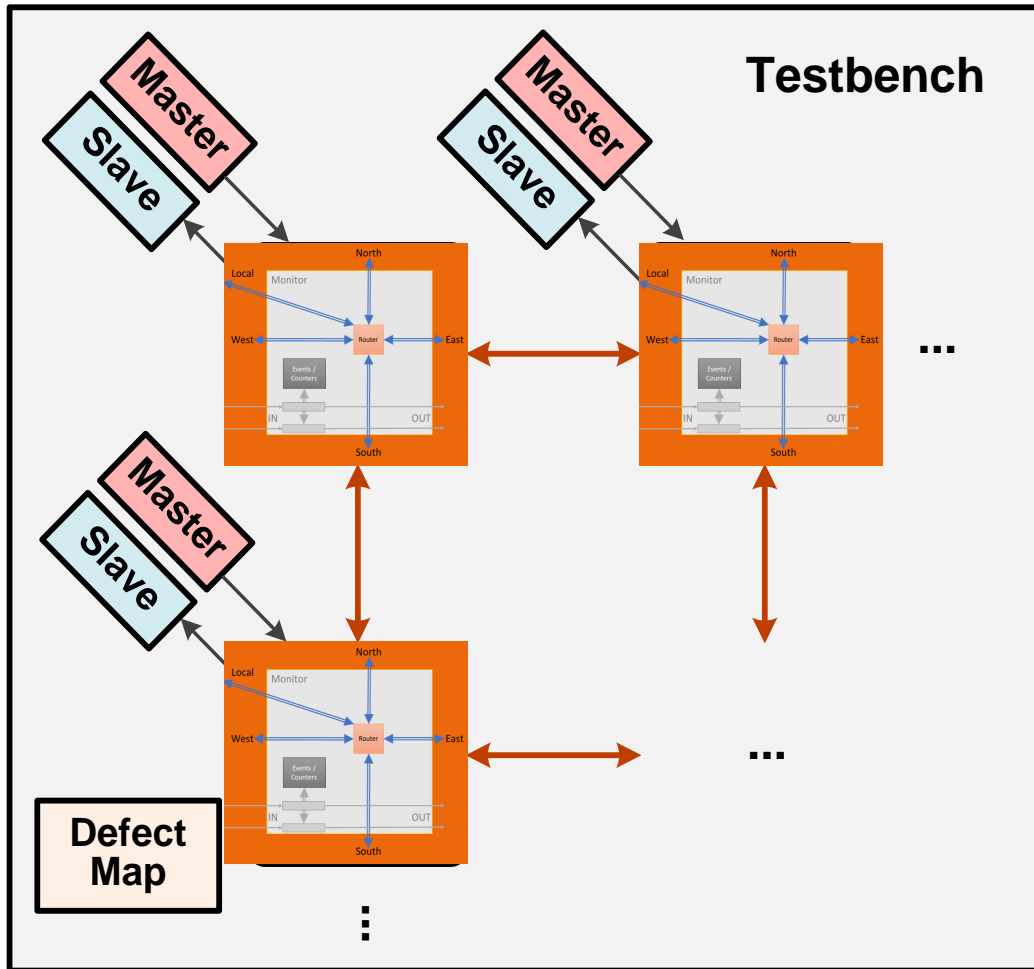 Testbench
Master
Slave
Master
Slave
North
Local
Monitor
West
Router
East
Events /
Counters
IN
OUT
South
North
Local
Monitor
West
Router
East
Events /
Counters
IN
OUT
South
...
Master
Slave
North
Local
Monitor
West
Router
East
Events /
Counters
IN
OUT
South
...
Defect
Map
...